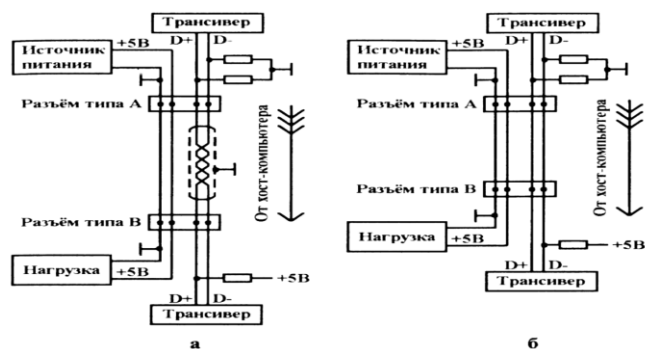 Трансивер
D+ D-
+5В
Источник
питания
Разъём типа А
От хост-компьютера
Разъём типа В
Нагрузка
+5В
+5В
D+ D-
Трансивер
а
Трансивер
D+ D-
+5В
Источник
питания
Разъём типа А
От хост-компьютера
Разъём типа В
Нагрузка
+5В
+5В
D+ D-
Трансивер
б